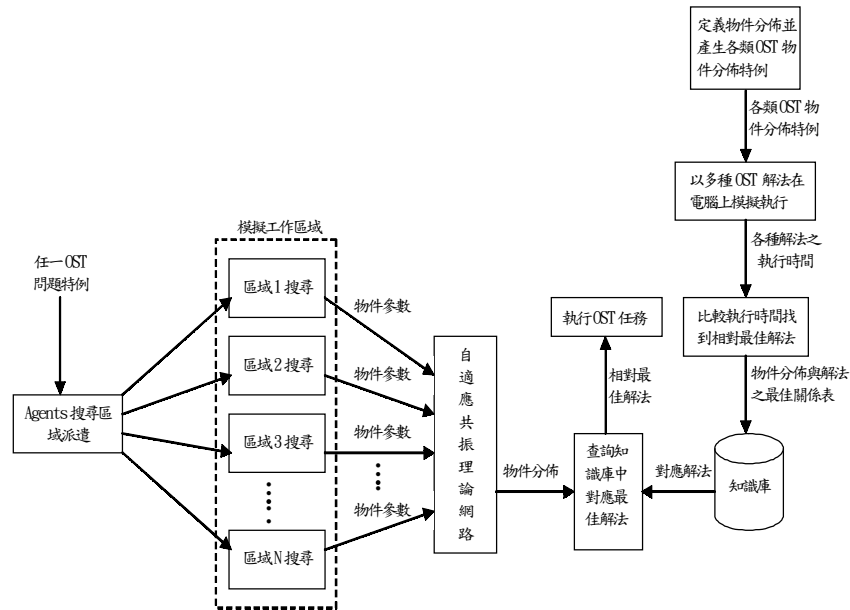 定義物件分佈並
產生各類OST物
件分佈特例
各類OST物
件分佈特例
以多種OST解法在
電腦上模擬執行
各種解法之
執行時間
比較執行時間找
到相對最佳解法
物件分佈與解法
之最佳關係表
知識庫
對應解法
任一OST
問題特例
Agents搜尋區
域派遣
模擬工作區域
區域1搜尋
區域2搜尋
區域3搜尋
區域N搜尋
物件參數
物件參數
物件參數
物件參數
自適應共振理論網路
物件分佈
查詢知
識庫中
對應最
佳解法
相對最
佳解法
執行OST任務